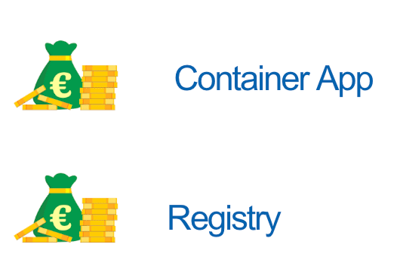 € Container App
€ Registry